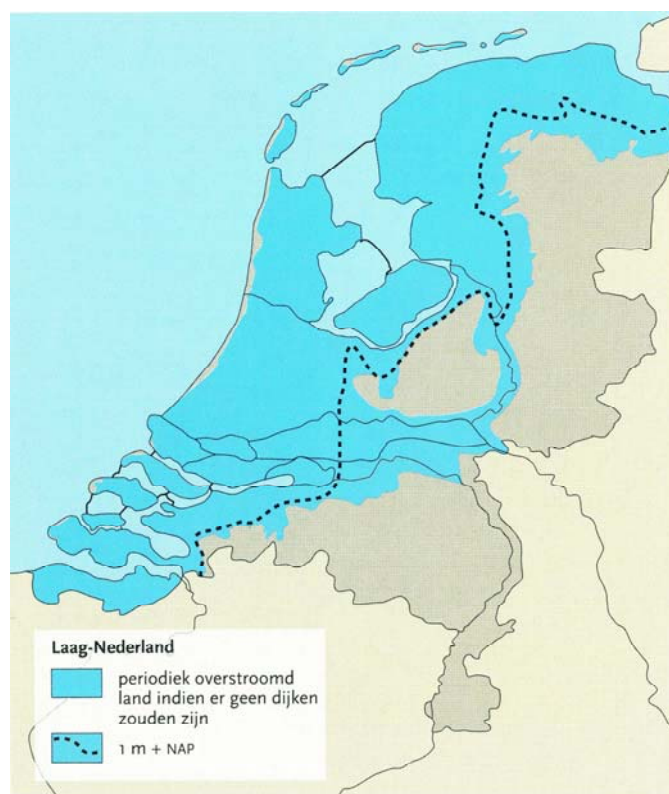 Laag-Nederland
periodiek overstroomd
land indien er geen dijken
zouden zijn
1 m + NAP